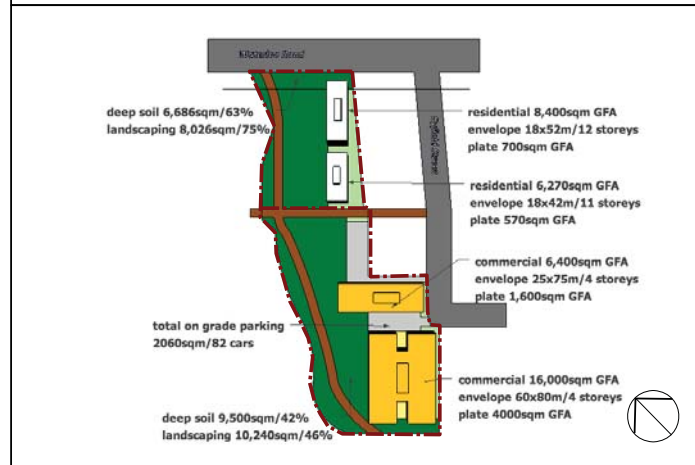 deep soil 6,686sqm/63%
landscaping 8,026sqm/75%
residential 8,400sqm GFA
envelope 18x52m/12 storeys
plate 700sqm GFA
residential 6,270sqm GFA
envelope 18x42m/11 storeys
plate 570sqm GFA
commercial 6,400sqm GFA
envelope 25x75m/4 storeys
plate 1,600sqm GFA
total on grade parking
2060sqm/82 cars
commercial 16,000sqm GFA
envelope 60x80m/4 storeys
plate 4000sqm GFA
deep soil 9,500sqm/42%
landscaping 10,240sqm/46%